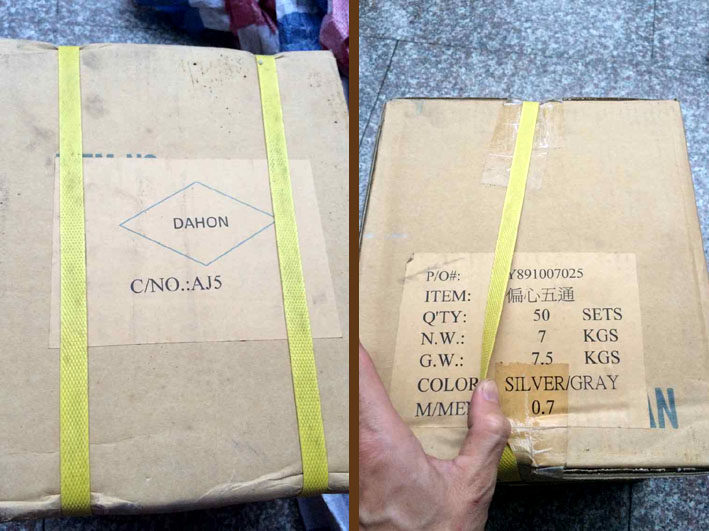 DAHON
C/NO.:AJ5
P/O#: Y891007025
ITEM: 偏心五通
Q'TY: 50 SETS
N.W.: 7 KGS
G.W.: 7.5 KGS
COLOR SILVER/GRAY
M/MEN 0.7
AN